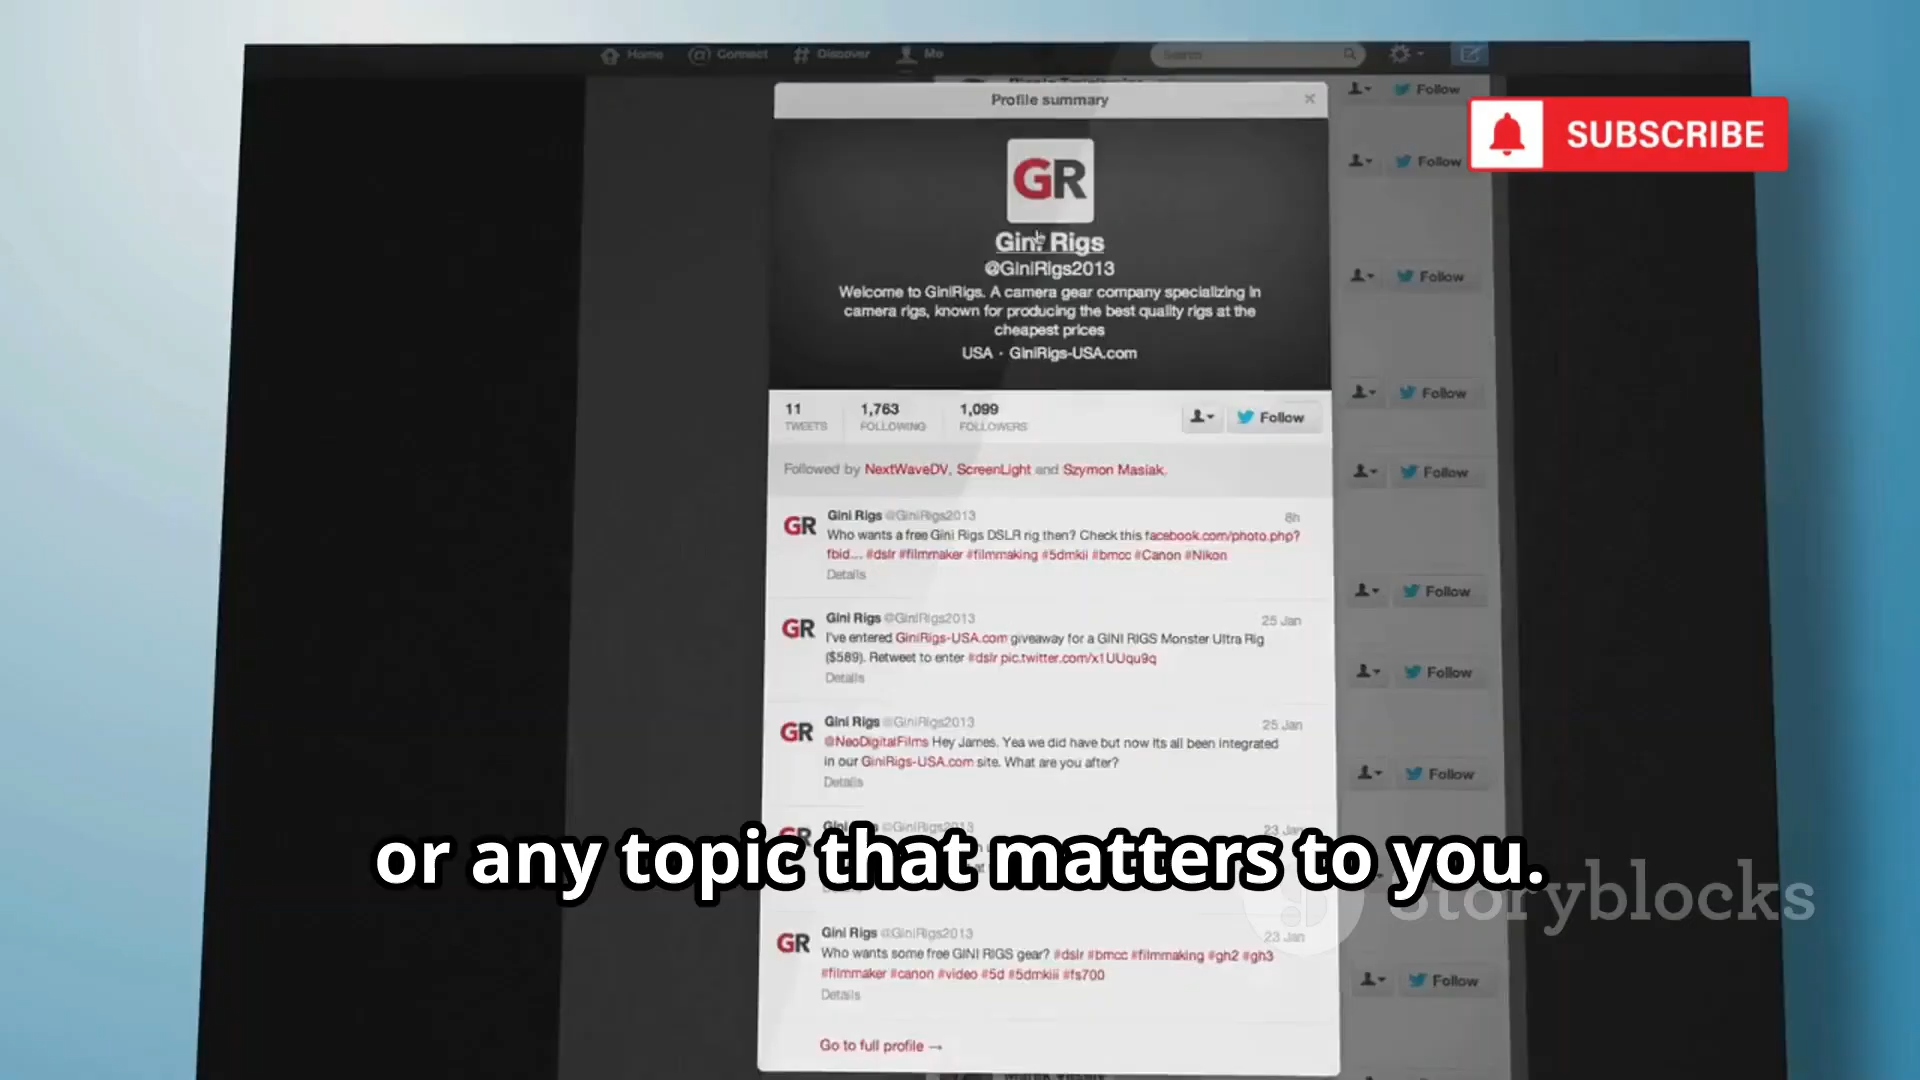 Home Connect Discover Me Search
Profile summary
Follow
SUBSCRIBE
Follow
GR
Gini Rigs
@GiniRigs2013
Welcome to GiniRigs. A camera gear company specializing in
camera rigs, known for producing the best quality rigs at the
cheapest prices
USA · GiniRigs-USA.com
Follow
Follow
11 1,763 1,099
TWEETS FOLLOWING FOLLOWERS
Follow
Followed by NextWaveDV, ScreenLight and Szymon Masiak.
Follow
GR
Gini Rigs @GiniRigs2013 8h
Who wants a free Gini Rigs DSLR rig then? Check this facebook.com/photo.php?
fbid... #dslr #filmmaker #filmmaking #5dmkii #bmcc #Canon #Nikon
Details
Follow
GR
Gini Rigs @GiniRigs2013 25 Jan
I've entered GiniRigs-USA.com giveaway for a GINI RIGS Monster Ultra Rig
($589). Retweet to enter #dslr pic.twitter.com/x1UUqu9q
Details
Follow
GR
Gini Rigs @GiniRigs2013 25 Jan
@NeoDigitalFilms Hey James. Yea we did have but now its all been integrated
in our GiniRigs-USA.com site. What are you after?
Details
Follow
GR
Gini @GiniRigs2013 23 Jan
or any topic that matters to you.
Storyblocks
GR
Gini Rigs @GiniRigs2013 23 Jan
Who wants some free GINI RIGS gear? #dslr #bmcc #filmmaking #gh2 #gh3
#filmmaker #canon #video #5d #5dmkiii #fs700
Details
Follow
Go to full profile →